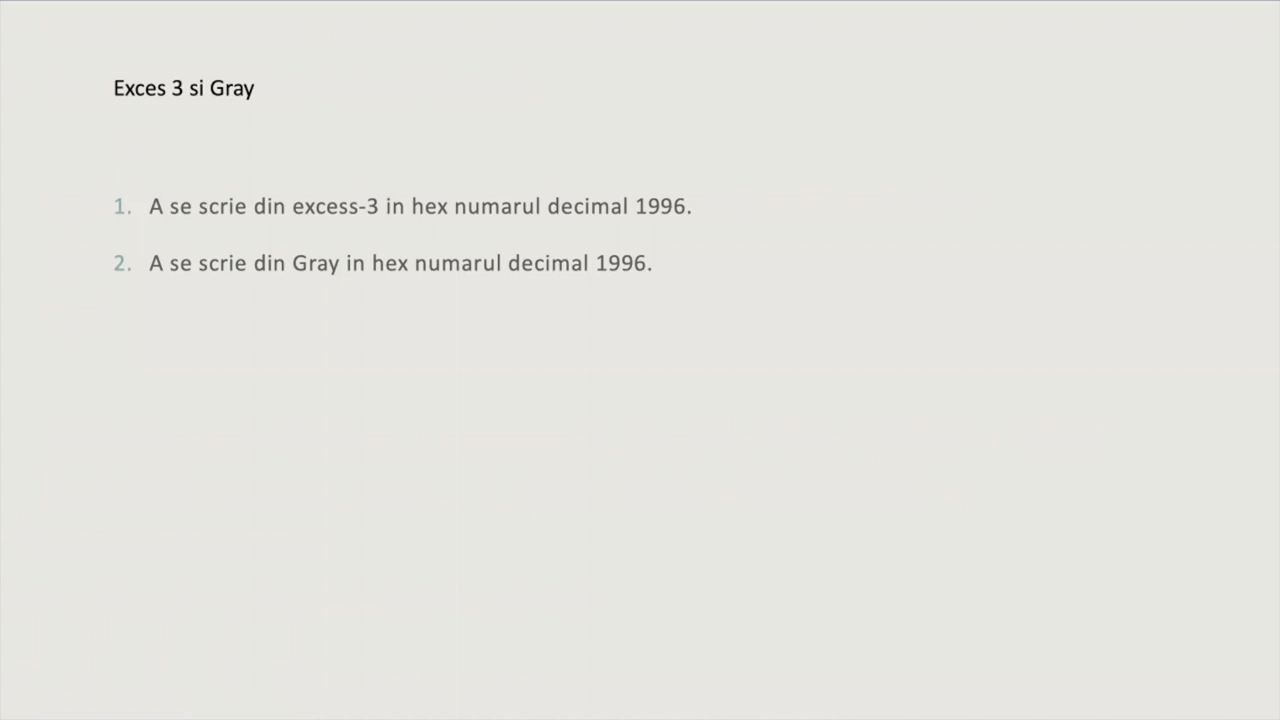 Exces 3 si Gray
1. A se scrie din excess-3 in hex numarul decimal 1996.
2. A se scrie din Gray in hex numarul decimal 1996.